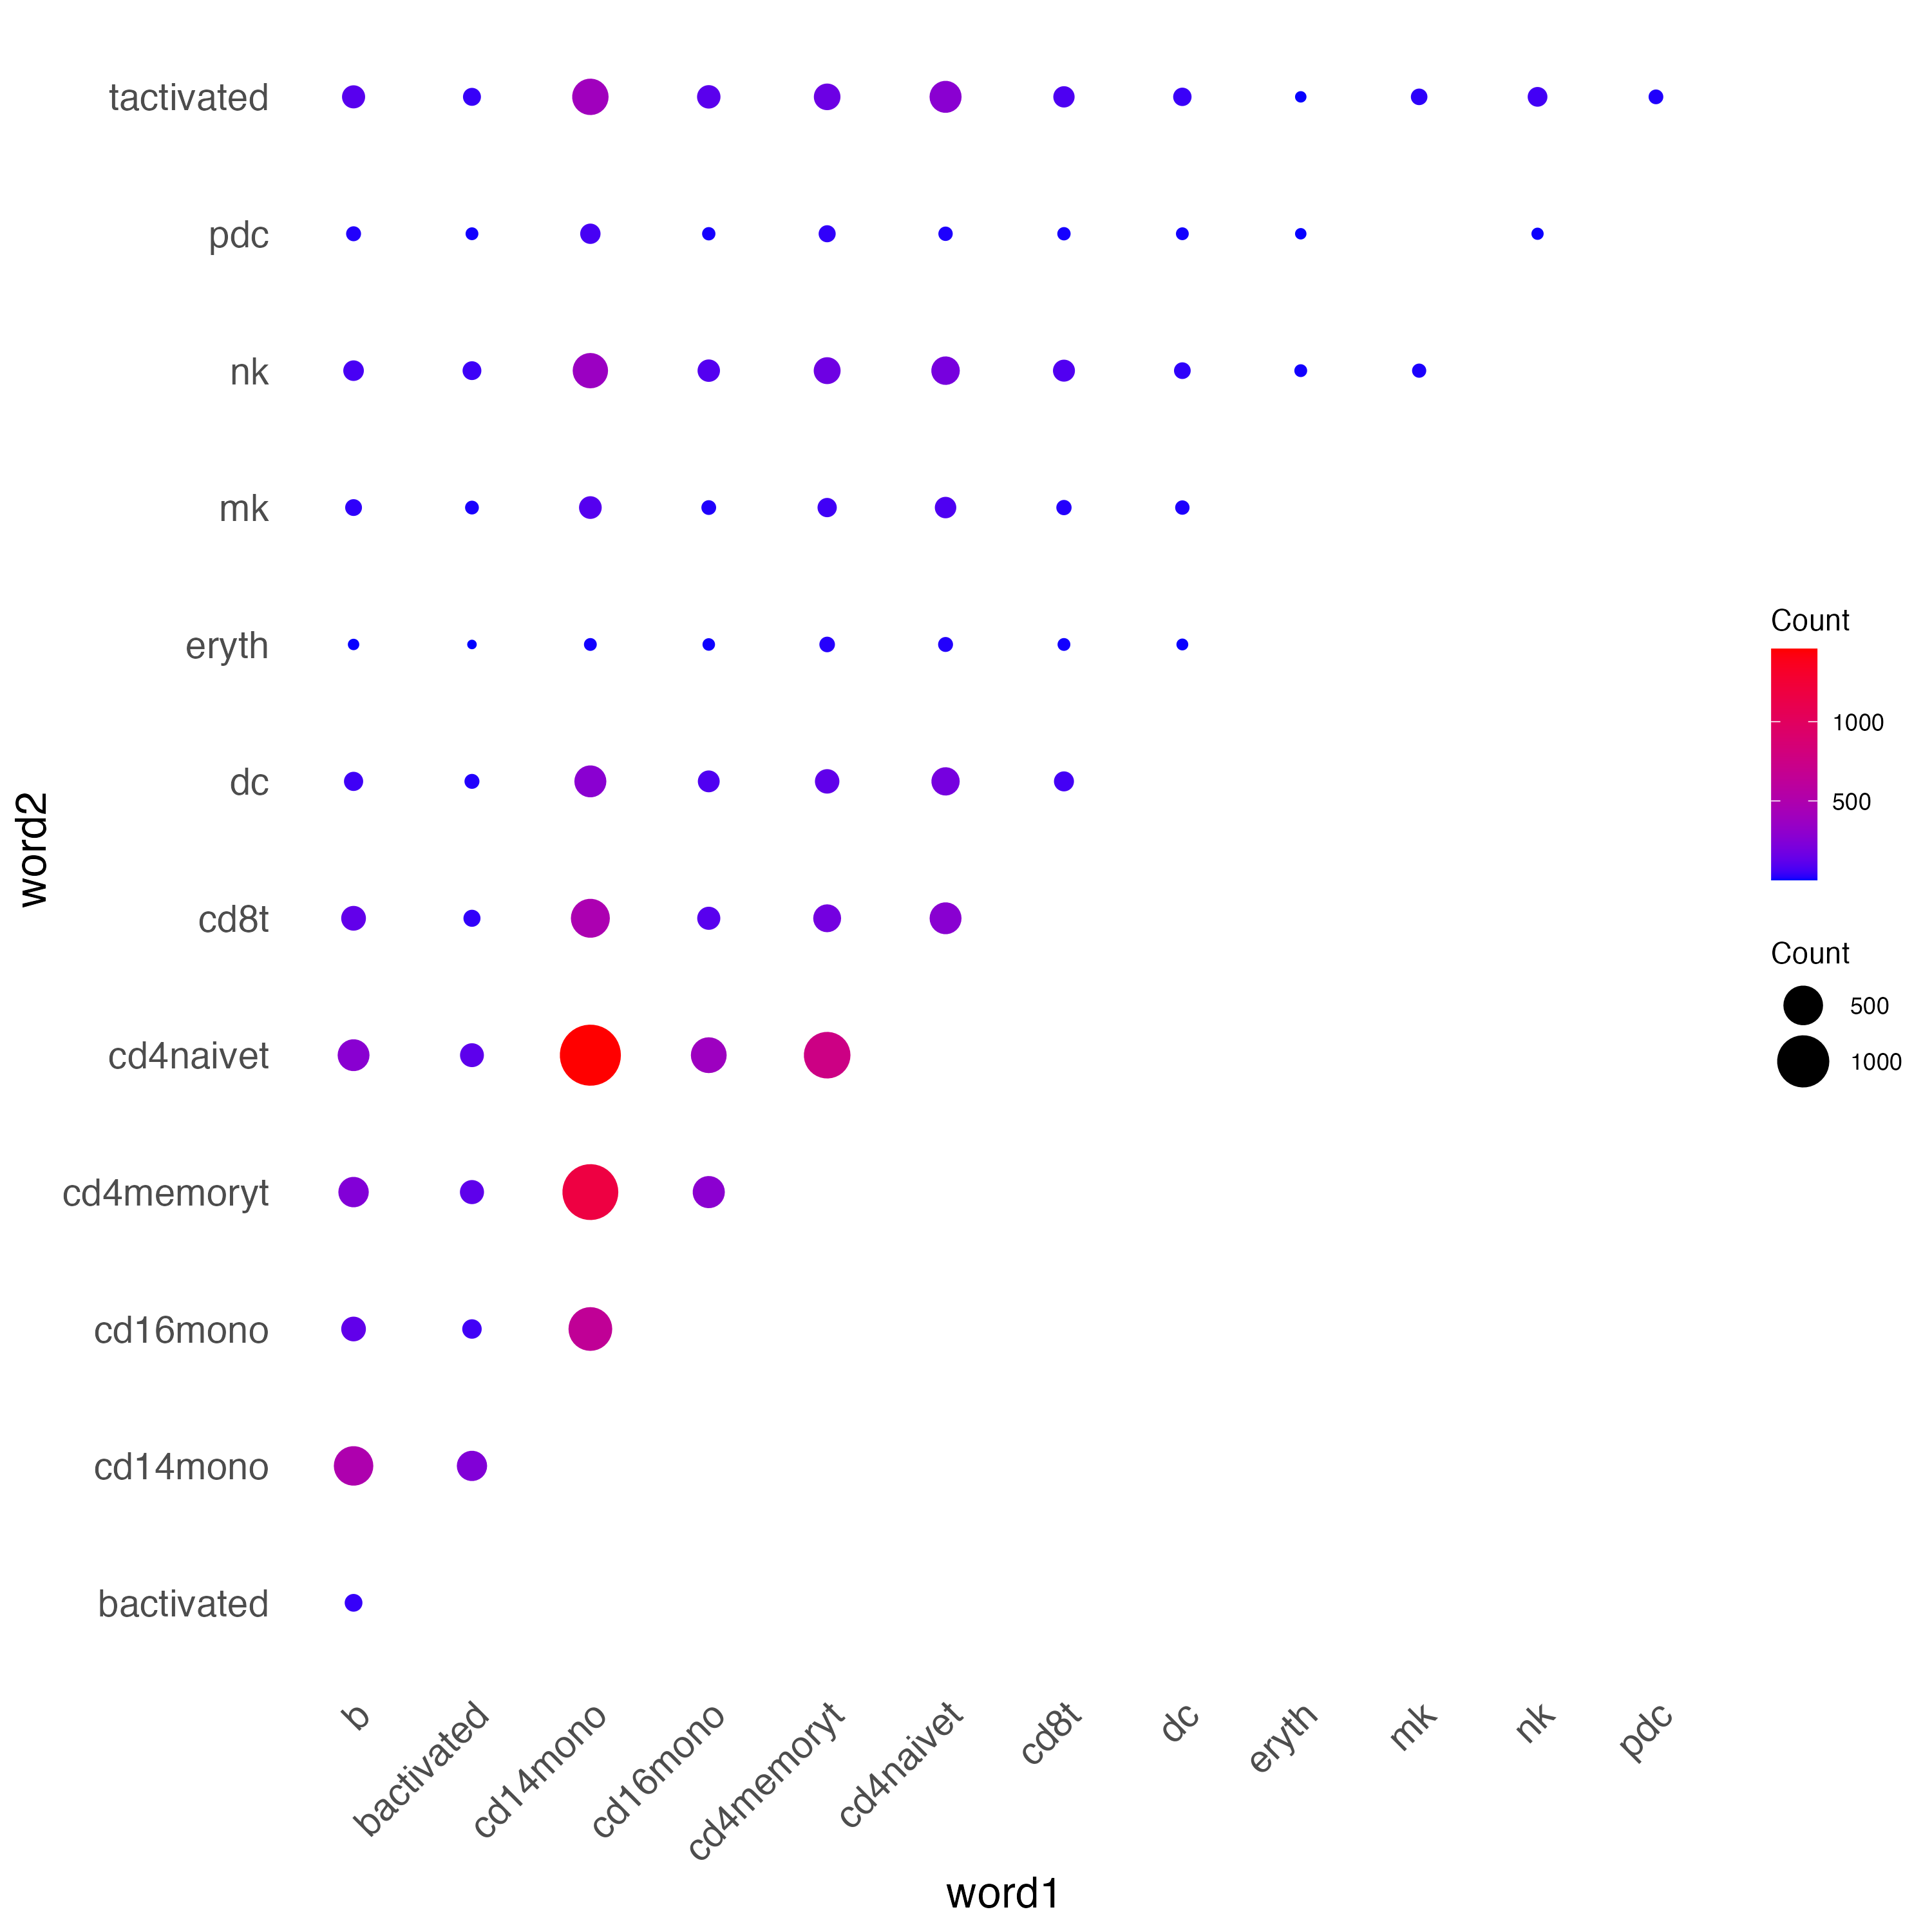 tactivated
pdc
nk
mk
eryth
dc
cd8t
cd4naivet
cd4memoryt
cd16mono
cd14mono
bactivated
word2
b
bactivated
cd14mono
cd16mono
cd4memoryt
cd4naivet
cd8t
dc
eryth
mk
nk
pdc
word1
Count
1000
500
Count
500
1000